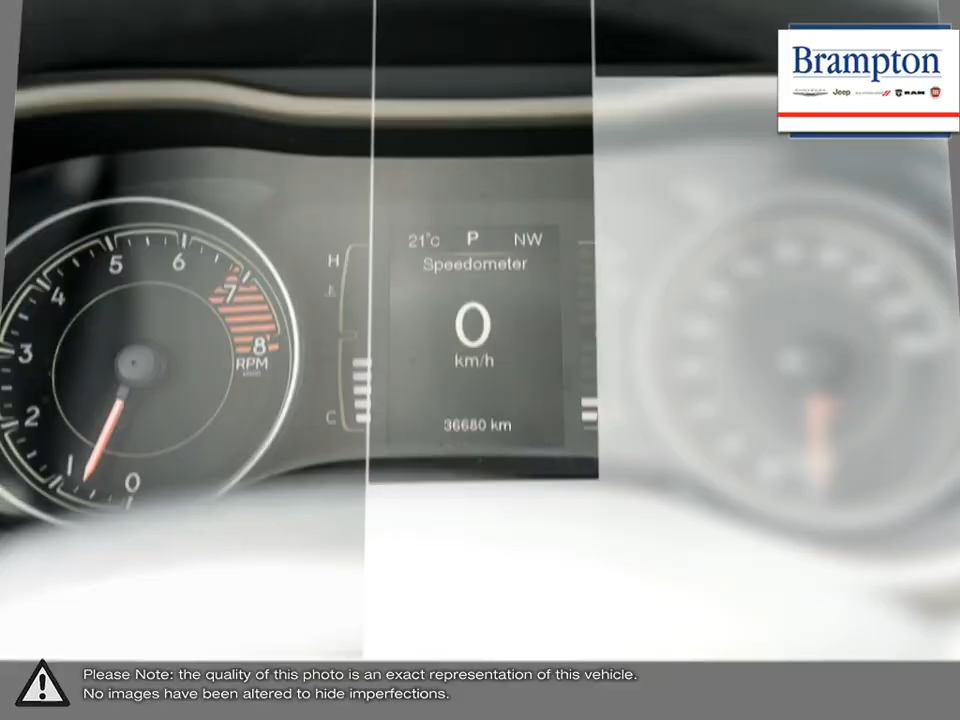 Brampton
Jeep
RAM
21°c P NW
Speedometer
0
km/h
36680 km
H
C
0
1
2
3
4
5
6
7
8
RPM
Please Note: the quality of this photo is an exact representation of this vehicle.
No images have been altered to hide imperfections.